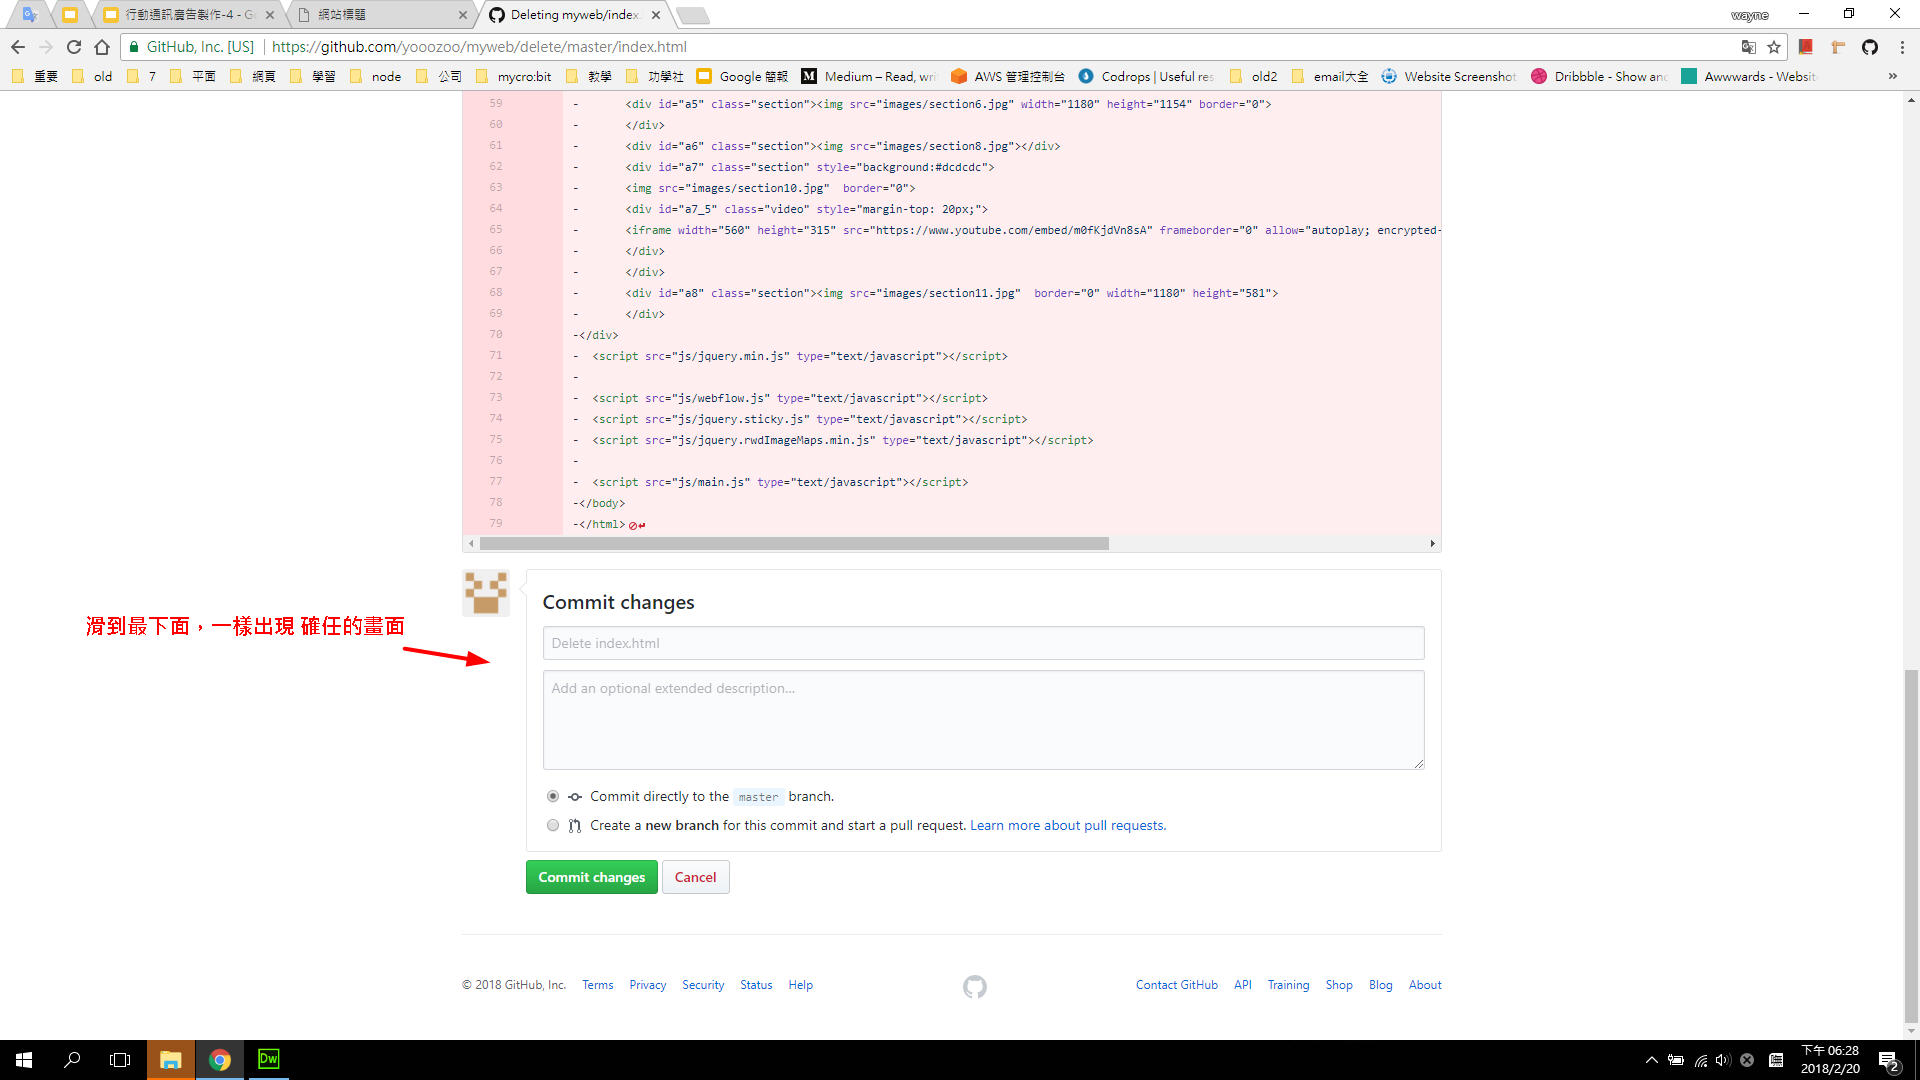 行動通訊廣告製作-4 - G
網站標題
Deleting myweb/index.
wayne
GitHub, Inc. [US]
https://github.com/yooozoo/myweb/delete/master/index.html
重要
old
7
平面
網頁
學習
node
公司
mycro:bit
教學
功學社
Google 簡報
Medium – Read, wri
AWS 管理控制台
Codrops | Useful res
old2
email大全
Website Screenshot
Dribbble - Show and
Awwwards - Websit
»
59 - <div id="a5" class="section"><img src="images/section6.jpg" width="1180" height="1154" border="0">
60 - </div>
61 - <div id="a6" class="section"><img src="images/section8.jpg"></div>
62 - <div id="a7" class="section" style="background:#dcdcdc">
63 - <img src="images/section10.jpg"  border="0">
64 - <div id="a7_5" class="video" style="margin-top: 20px;">
65 - <iframe width="560" height="315" src="https://www.youtube.com/embed/m0fKjdVn8sA" frameborder="0" allow="autoplay; encrypted-
66 - </div>
67 - </div>
68 - <div id="a8" class="section"><img src="images/section11.jpg"  border="0" width="1180" height="581">
69 - </div>
70 -</div>
71 - <script src="js/jquery.min.js" type="text/javascript"></script>
72 -
73 - <script src="js/webflow.js" type="text/javascript"></script>
74 - <script src="js/jquery.sticky.js" type="text/javascript"></script>
75 - <script src="js/jquery.rwdImageMaps.min.js" type="text/javascript"></script>
76 -
77 - <script src="js/main.js" type="text/javascript"></script>
78 -</body>
79 -</html>
滑到最下面，一樣出現 確任的畫面
Commit changes
Delete index.html
Add an optional extended description...
Commit directly to the master branch.
Create a new branch for this commit and start a pull request. Learn more about pull requests.
Commit changes
Cancel
© 2018 GitHub, Inc.
Terms
Privacy
Security
Status
Help
Contact GitHub
API
Training
Shop
Blog
About
Dw
下午 06:28
2018/2/20
2